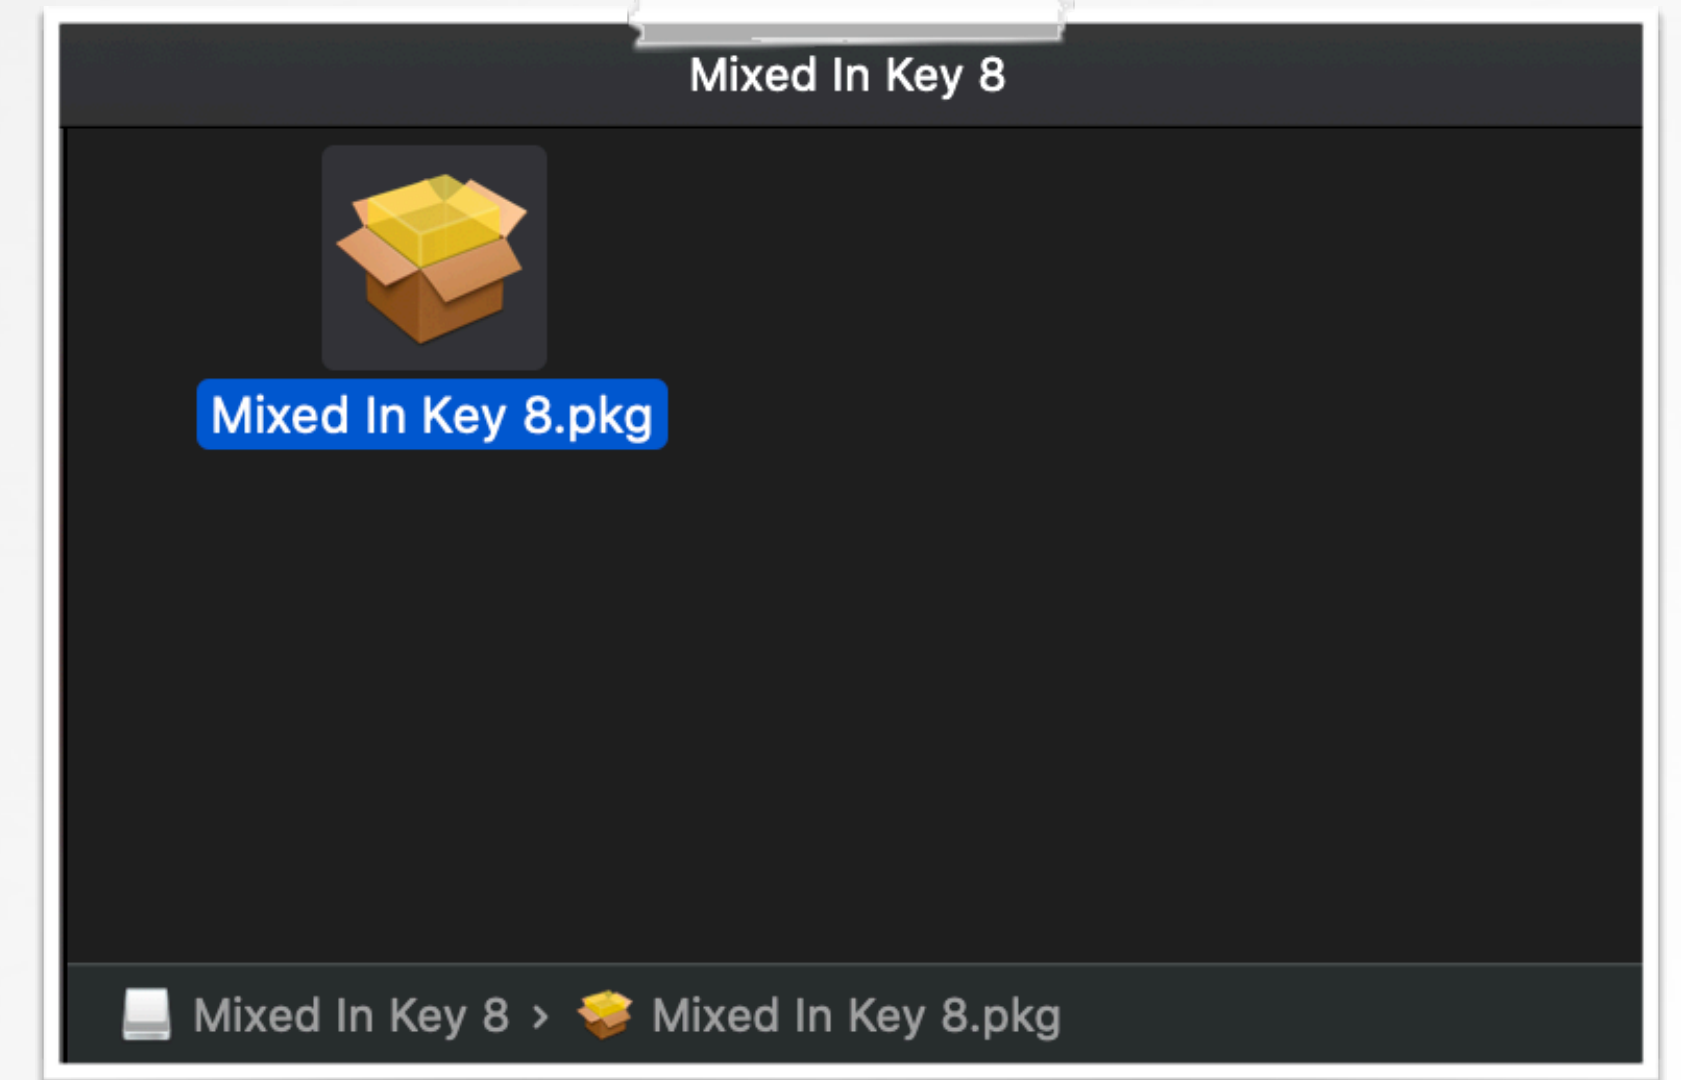 Mixed In Key 8
Mixed In Key 8.pkg
Mixed In Key 8 › Mixed In Key 8.pkg